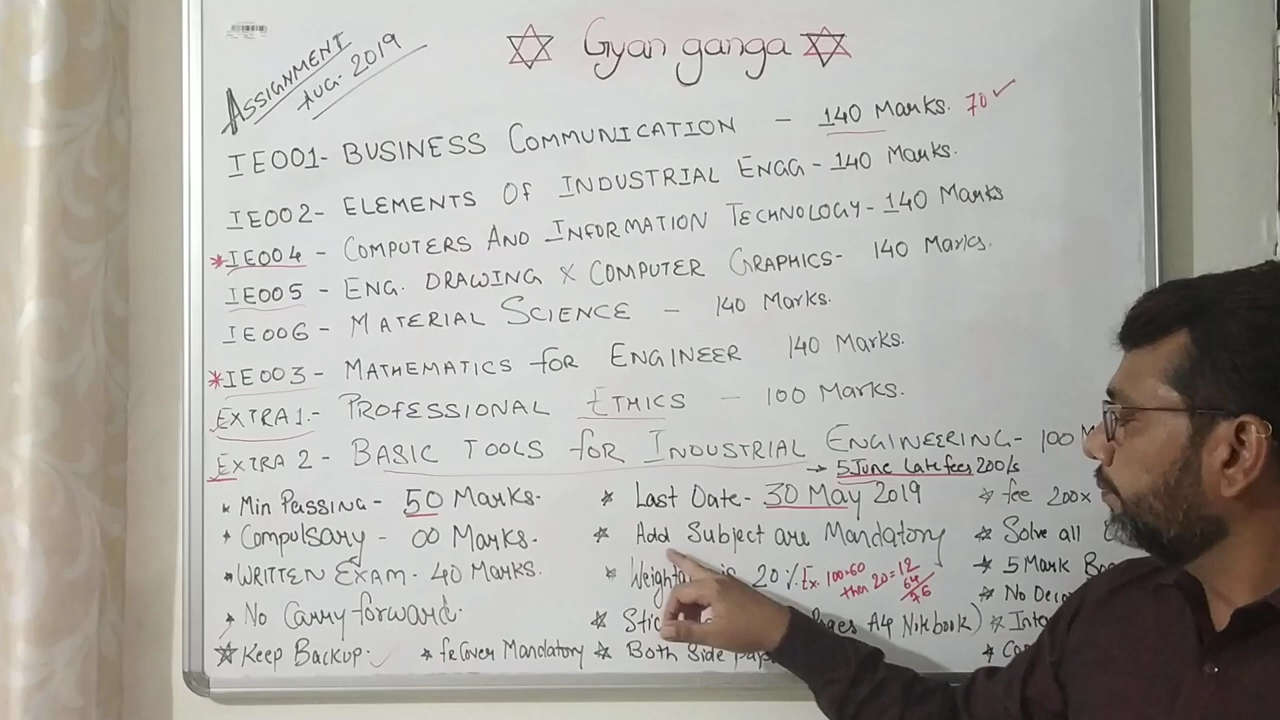 ASSIGNMENT
AUG-2019
Gyan ganga
IE001- BUSINESS COMMUNICATION - 140 Marks. 70 ✓
IE002- ELEMENTS Of INDUSTRIAL ENGG - 140 Marks.
*IE004 - COMPUTERS AND INFORMATION TECHNOLOGY- 140 Marks
IE005 - ENG. DRAWING X COMPUTER GRAPHICS- 140 Marks.
IE006 - MATERIAL SCIENCE - 140 Marks.
*IE003 - MATHEMATICS for ENGINEER 140 Marks.
EXTRA 1.- PROFESSIONAL ETHICS - 100 Marks.
EXTRA 2 - BASIC TOOLS for INDUSTRIAL ENGINEERING- 100
→ 5 June Late fees 200/s
* Min Passing - 50 Marks. * Last Date - 30 May 2019 * fee 200x
* Compulsary - 00 Marks. * Add Subject are Mandatory * Solve all
* WRITTEN EXAM - 40 Marks. * 20% Ex. 100=60 * 5 Mark
then 20=12
64
76
* No Carry forward. * A4 Notebook) * No
* Keep Backup. ✓ * Cover Mandatory * Both Side